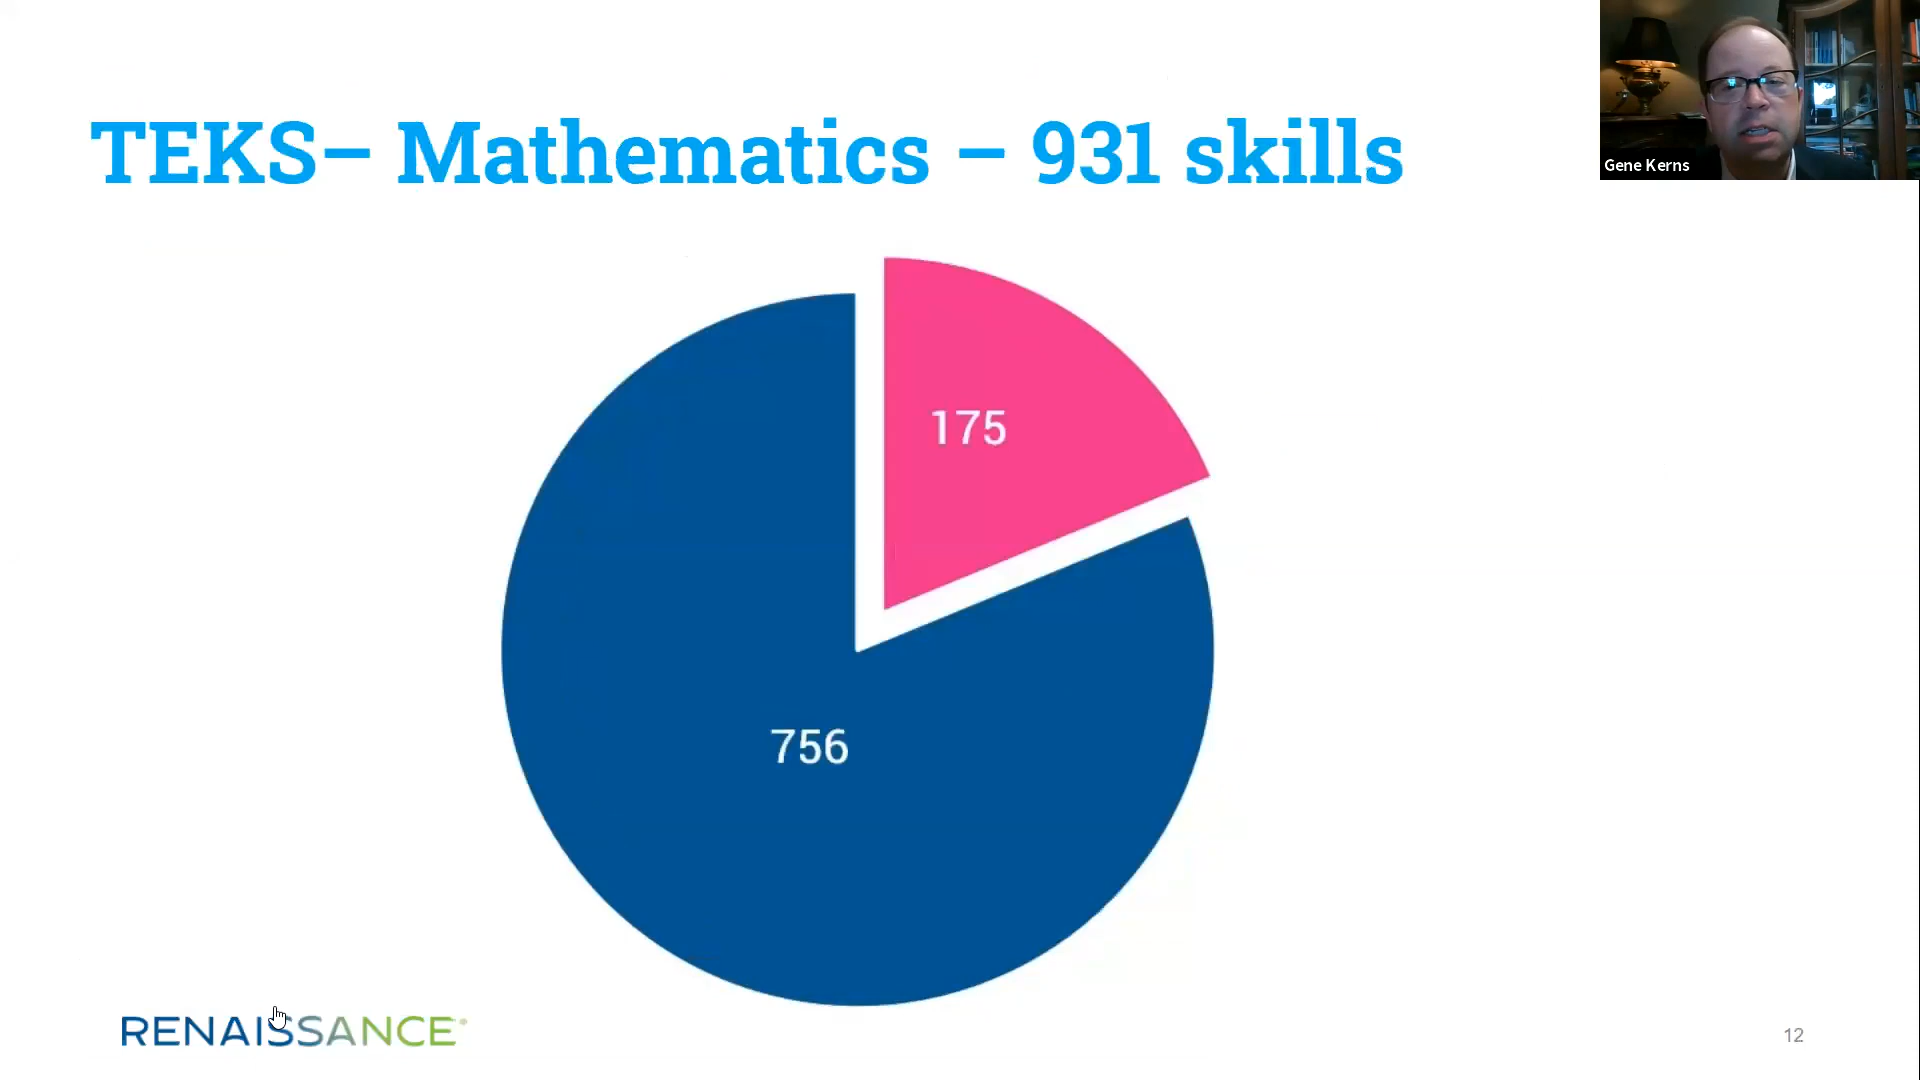 TEKS– Mathematics – 931 skills
Gene Kerns
175
756
RENAISSANCE
12